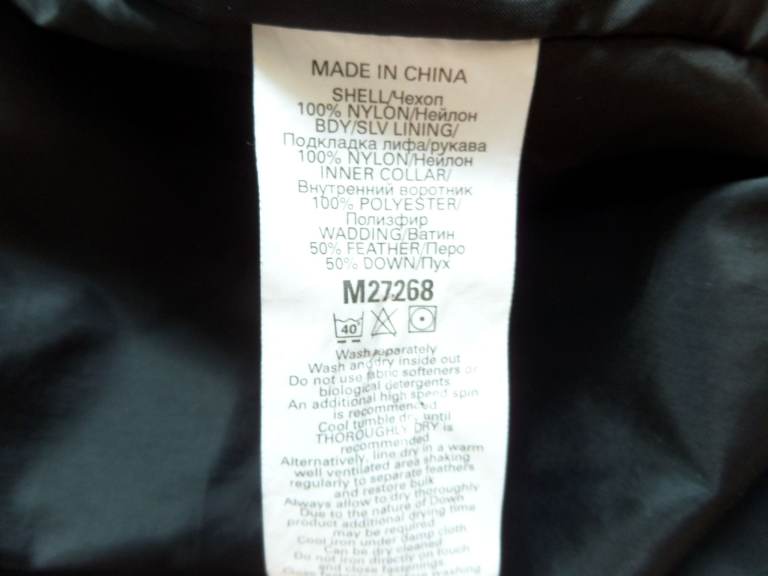 MADE IN CHINA
SHELL/Чехол
100% NYLON/Нейлон
BDY/SLV LINING/
Подкладка лифа/рукава
100% NYLON/Нейлон
INNER COLLAR/
Внутренний воротник
100% POLYESTER/
Полиэфир
WADDING/Ватин
50% FEATHER/Перо
50% DOWN/Пух
M27268
40°
Wash separately
Wash and dry inside out
Do not use fabric softeners or
biological detergents
An additional high speed spin
is recommended
Cool tumble dry until
THOROUGHLY DRY is
recommended
Alternatively, line dry in a warm
well ventilated area shaking
regularly to separate feathers
and restore bulk
Always allow to dry thoroughly
Due to the nature of Down
product additional drying time
may be required
Cool iron under damp cloth
Can be dry cleaned
Do not iron directly on touch
and close fastenings
washing